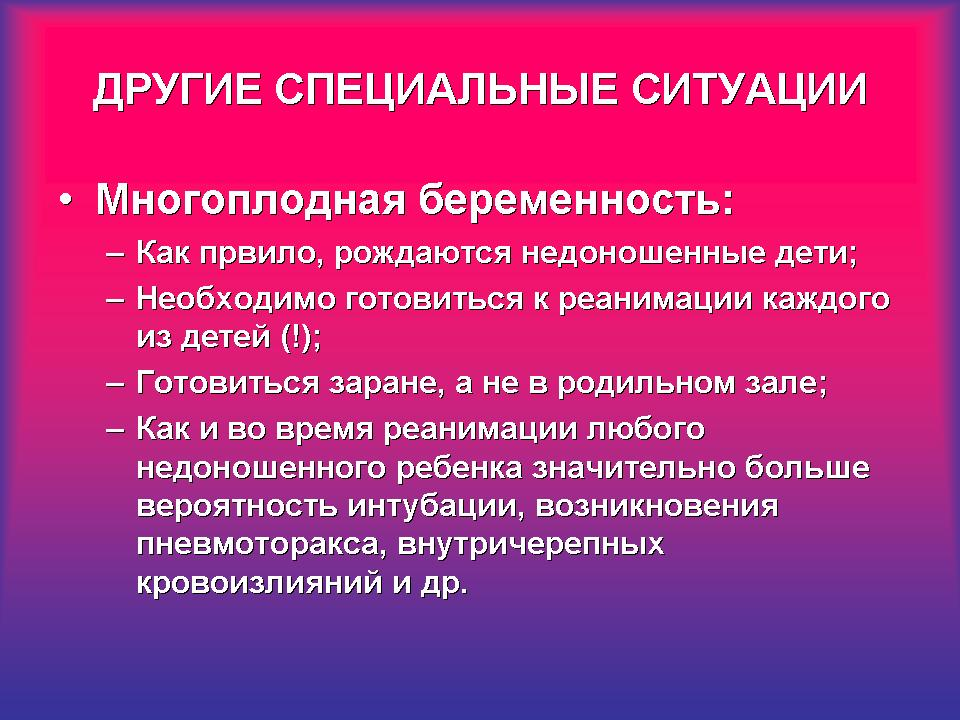 ДРУГИЕ СПЕЦИАЛЬНЫЕ СИТУАЦИИ
• Многоплодная беременность:
– Как првило, рождаются недоношенные дети;
– Необходимо готовиться к реанимации каждого
из детей (!);
– Готовиться заране, а не в родильном зале;
– Как и во время реанимации любого
недоношенного ребенка значительно больше
вероятность интубации, возникновения
пневмоторакса, внутричерепных
кровоизлияний и др.